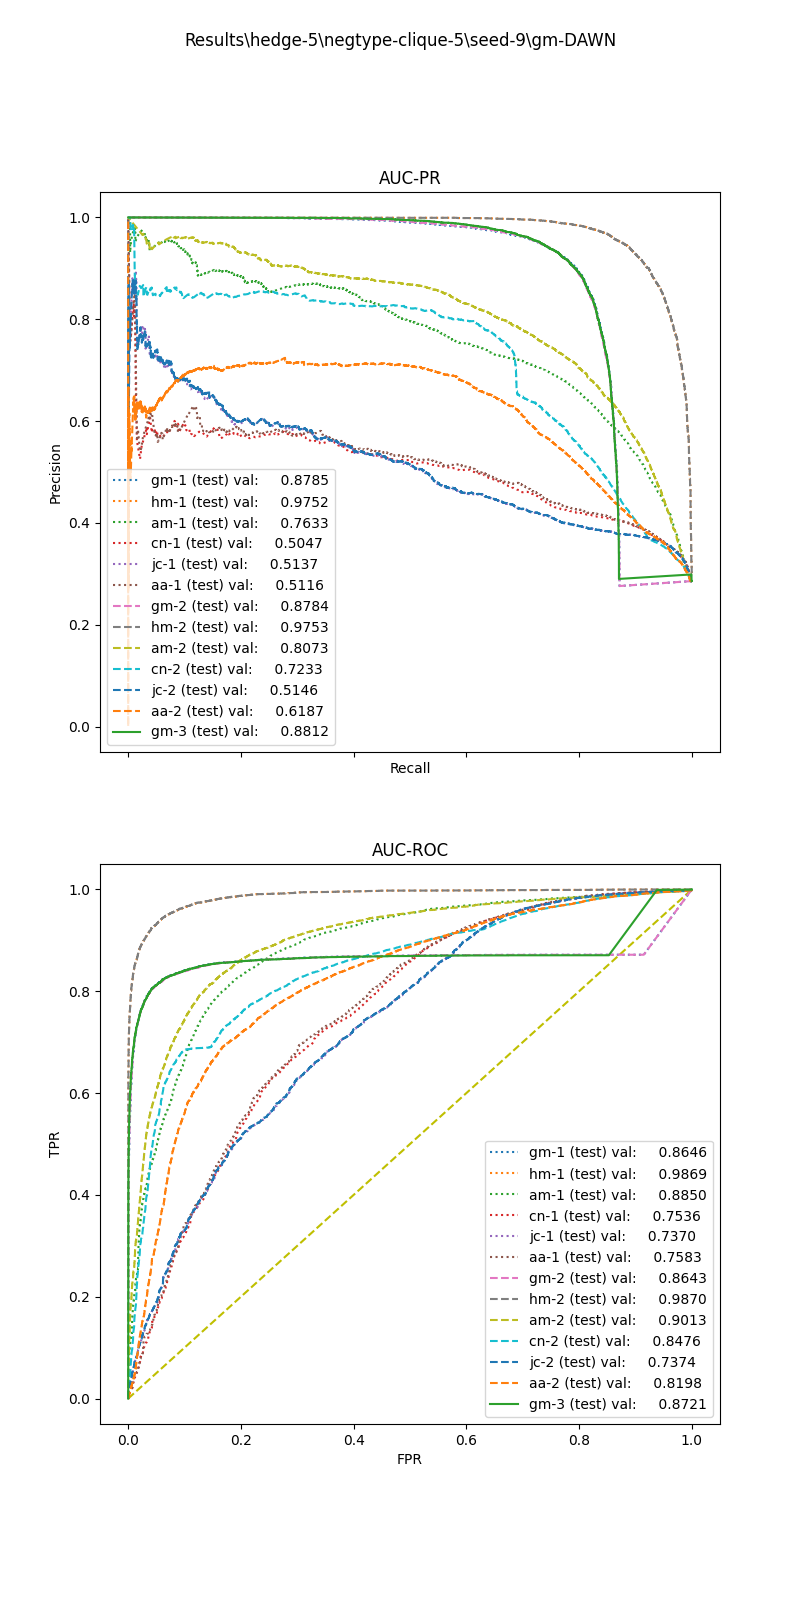 Results\hedge-5\negtype-clique-5\seed-9\gm-DAWN
AUC-PR
1.0
0.8
0.6
0.4
0.2
0.0
Precision
gm-1 (test) val: 0.8785
hm-1 (test) val: 0.9752
am-1 (test) val: 0.7633
cn-1 (test) val: 0.5047
jc-1 (test) val: 0.5137
aa-1 (test) val: 0.5116
gm-2 (test) val: 0.8784
hm-2 (test) val: 0.9753
am-2 (test) val: 0.8073
cn-2 (test) val: 0.7233
jc-2 (test) val: 0.5146
aa-2 (test) val: 0.6187
gm-3 (test) val: 0.8812
Recall
AUC-ROC
1.0
0.8
0.6
0.4
0.2
0.0
TPR
gm-1 (test) val: 0.8646
hm-1 (test) val: 0.9869
am-1 (test) val: 0.8850
cn-1 (test) val: 0.7536
jc-1 (test) val: 0.7370
aa-1 (test) val: 0.7583
gm-2 (test) val: 0.8643
hm-2 (test) val: 0.9870
am-2 (test) val: 0.9013
cn-2 (test) val: 0.8476
jc-2 (test) val: 0.7374
aa-2 (test) val: 0.8198
gm-3 (test) val: 0.8721
0.0 0.2 0.4 0.6 0.8 1.0
FPR